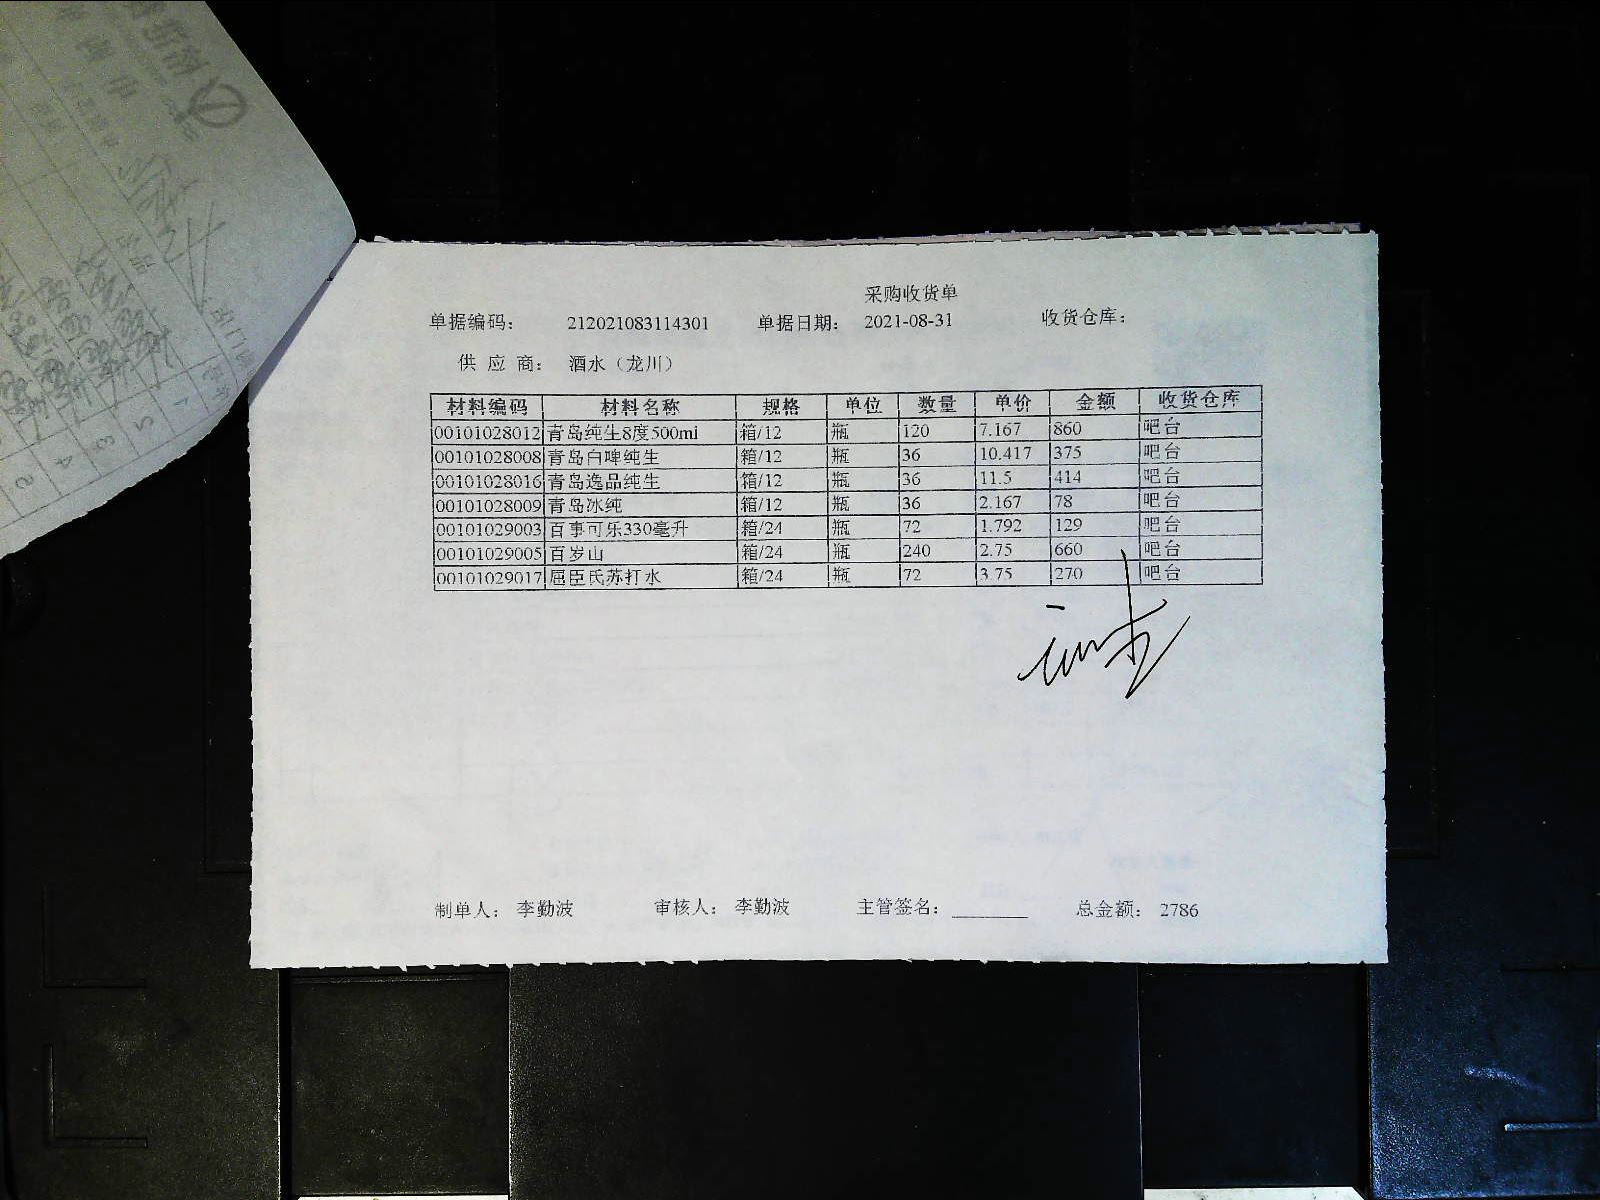 采购收货单
单据编码： 212021083114301 单据日期： 2021-08-31 收货仓库：
供 应 商： 酒水（龙川）
材料编码 材料名称 规格 单位 数量 单价 金额 收货仓库
00101028012 青岛纯生8度500ml 箱/12 瓶 120 7.167 860 吧台
00101028008 青岛白啤纯生 箱/12 瓶 36 10.417 375 吧台
00101028016 青岛逸品纯生 箱/12 瓶 36 11.5 414 吧台
00101028009 青岛冰纯 箱/12 瓶 36 2.167 78 吧台
00101029003 百事可乐330毫升 箱/24 瓶 72 1.792 129 吧台
00101029005 百岁山 箱/24 瓶 240 2.75 660 吧台
00101029017 屈臣氏苏打水 箱/24 瓶 72 3.75 270 吧台
制单人： 李勤波 审核人： 李勤波 主管签名： 总金额： 2786